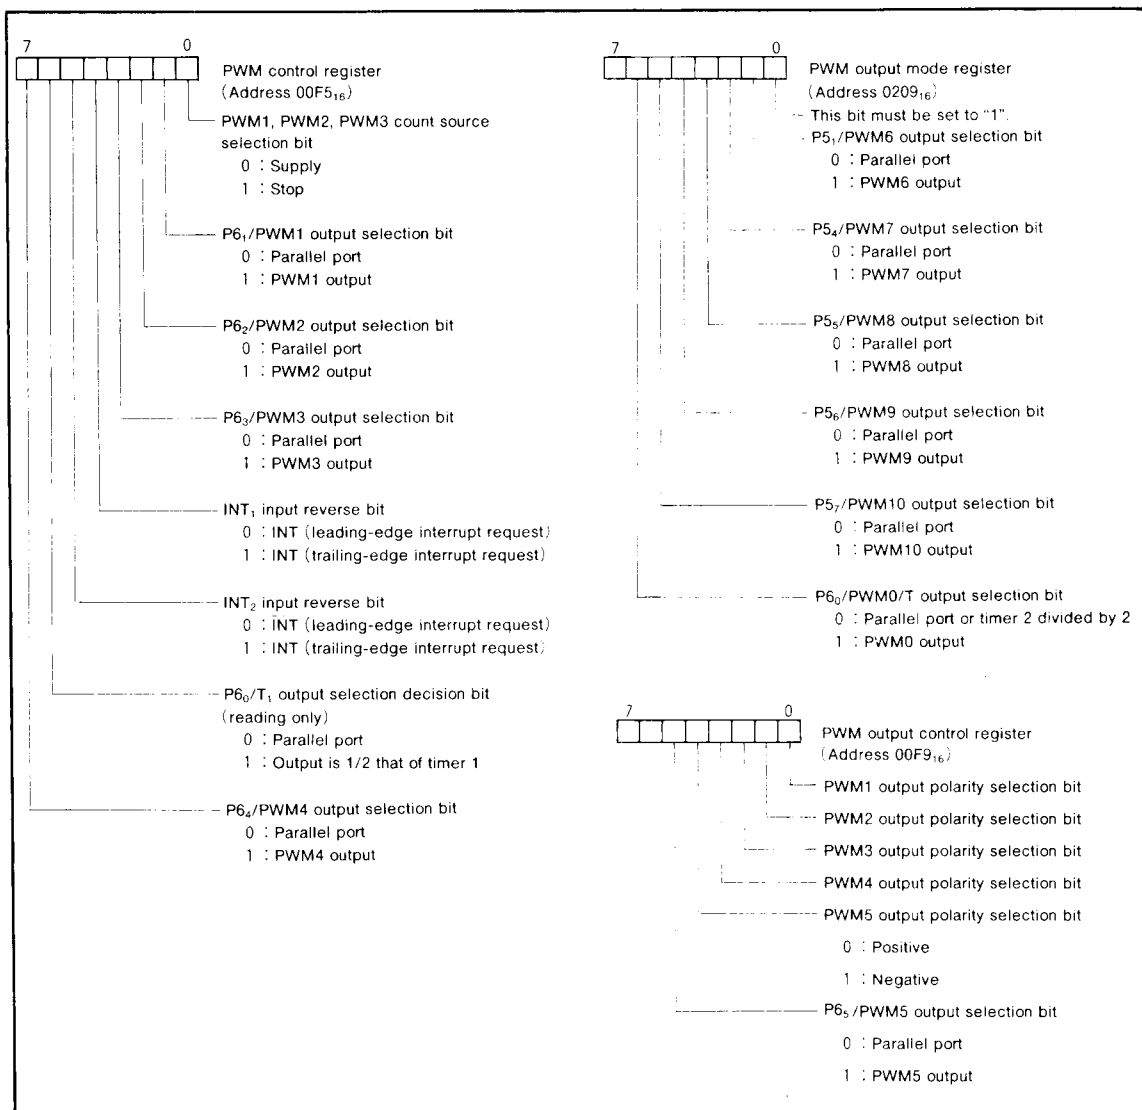 7 0
PWM control register
(Address 00F5₁₆)
PWM1, PWM2, PWM3 count source
selection bit
0 : Supply
1 : Stop
P6₁/PWM1 output selection bit
0 : Parallel port
1 : PWM1 output
P6₂/PWM2 output selection bit
0 : Parallel port
1 : PWM2 output
P6₃/PWM3 output selection bit
0 : Parallel port
1 : PWM3 output
INT₁ input reverse bit
0 : INT (leading-edge interrupt request)
1 : INT (trailing-edge interrupt request)
INT₂ input reverse bit
0 : INT (leading-edge interrupt request)
1 : INT (trailing-edge interrupt request)
P6₀/T₁ output selection decision bit
(reading only)
0 : Parallel port
1 : Output is 1/2 that of timer 1
P6₄/PWM4 output selection bit
0 : Parallel port
1 : PWM4 output
7 0
PWM output mode register
(Address 0209₁₆)
This bit must be set to "1".
P5₁/PWM6 output selection bit
0 : Parallel port
1 : PWM6 output
P5₄/PWM7 output selection bit
0 : Parallel port
1 : PWM7 output
P5₅/PWM8 output selection bit
0 : Parallel port
1 : PWM8 output
P5₆/PWM9 output selection bit
0 : Parallel port
1 : PWM9 output
P5₇/PWM10 output selection bit
0 : Parallel port
1 : PWM10 output
P6₀/PWM0/T output selection bit
0 : Parallel port or timer 2 divided by 2
1 : PWM0 output
7 0
PWM output control register
(Address 00F9₁₆)
PWM1 output polarity selection bit
PWM2 output polarity selection bit
PWM3 output polarity selection bit
PWM4 output polarity selection bit
PWM5 output polarity selection bit
0 : Positive
1 : Negative
P6₅/PWM5 output selection bit
0 : Parallel port
1 : PWM5 output